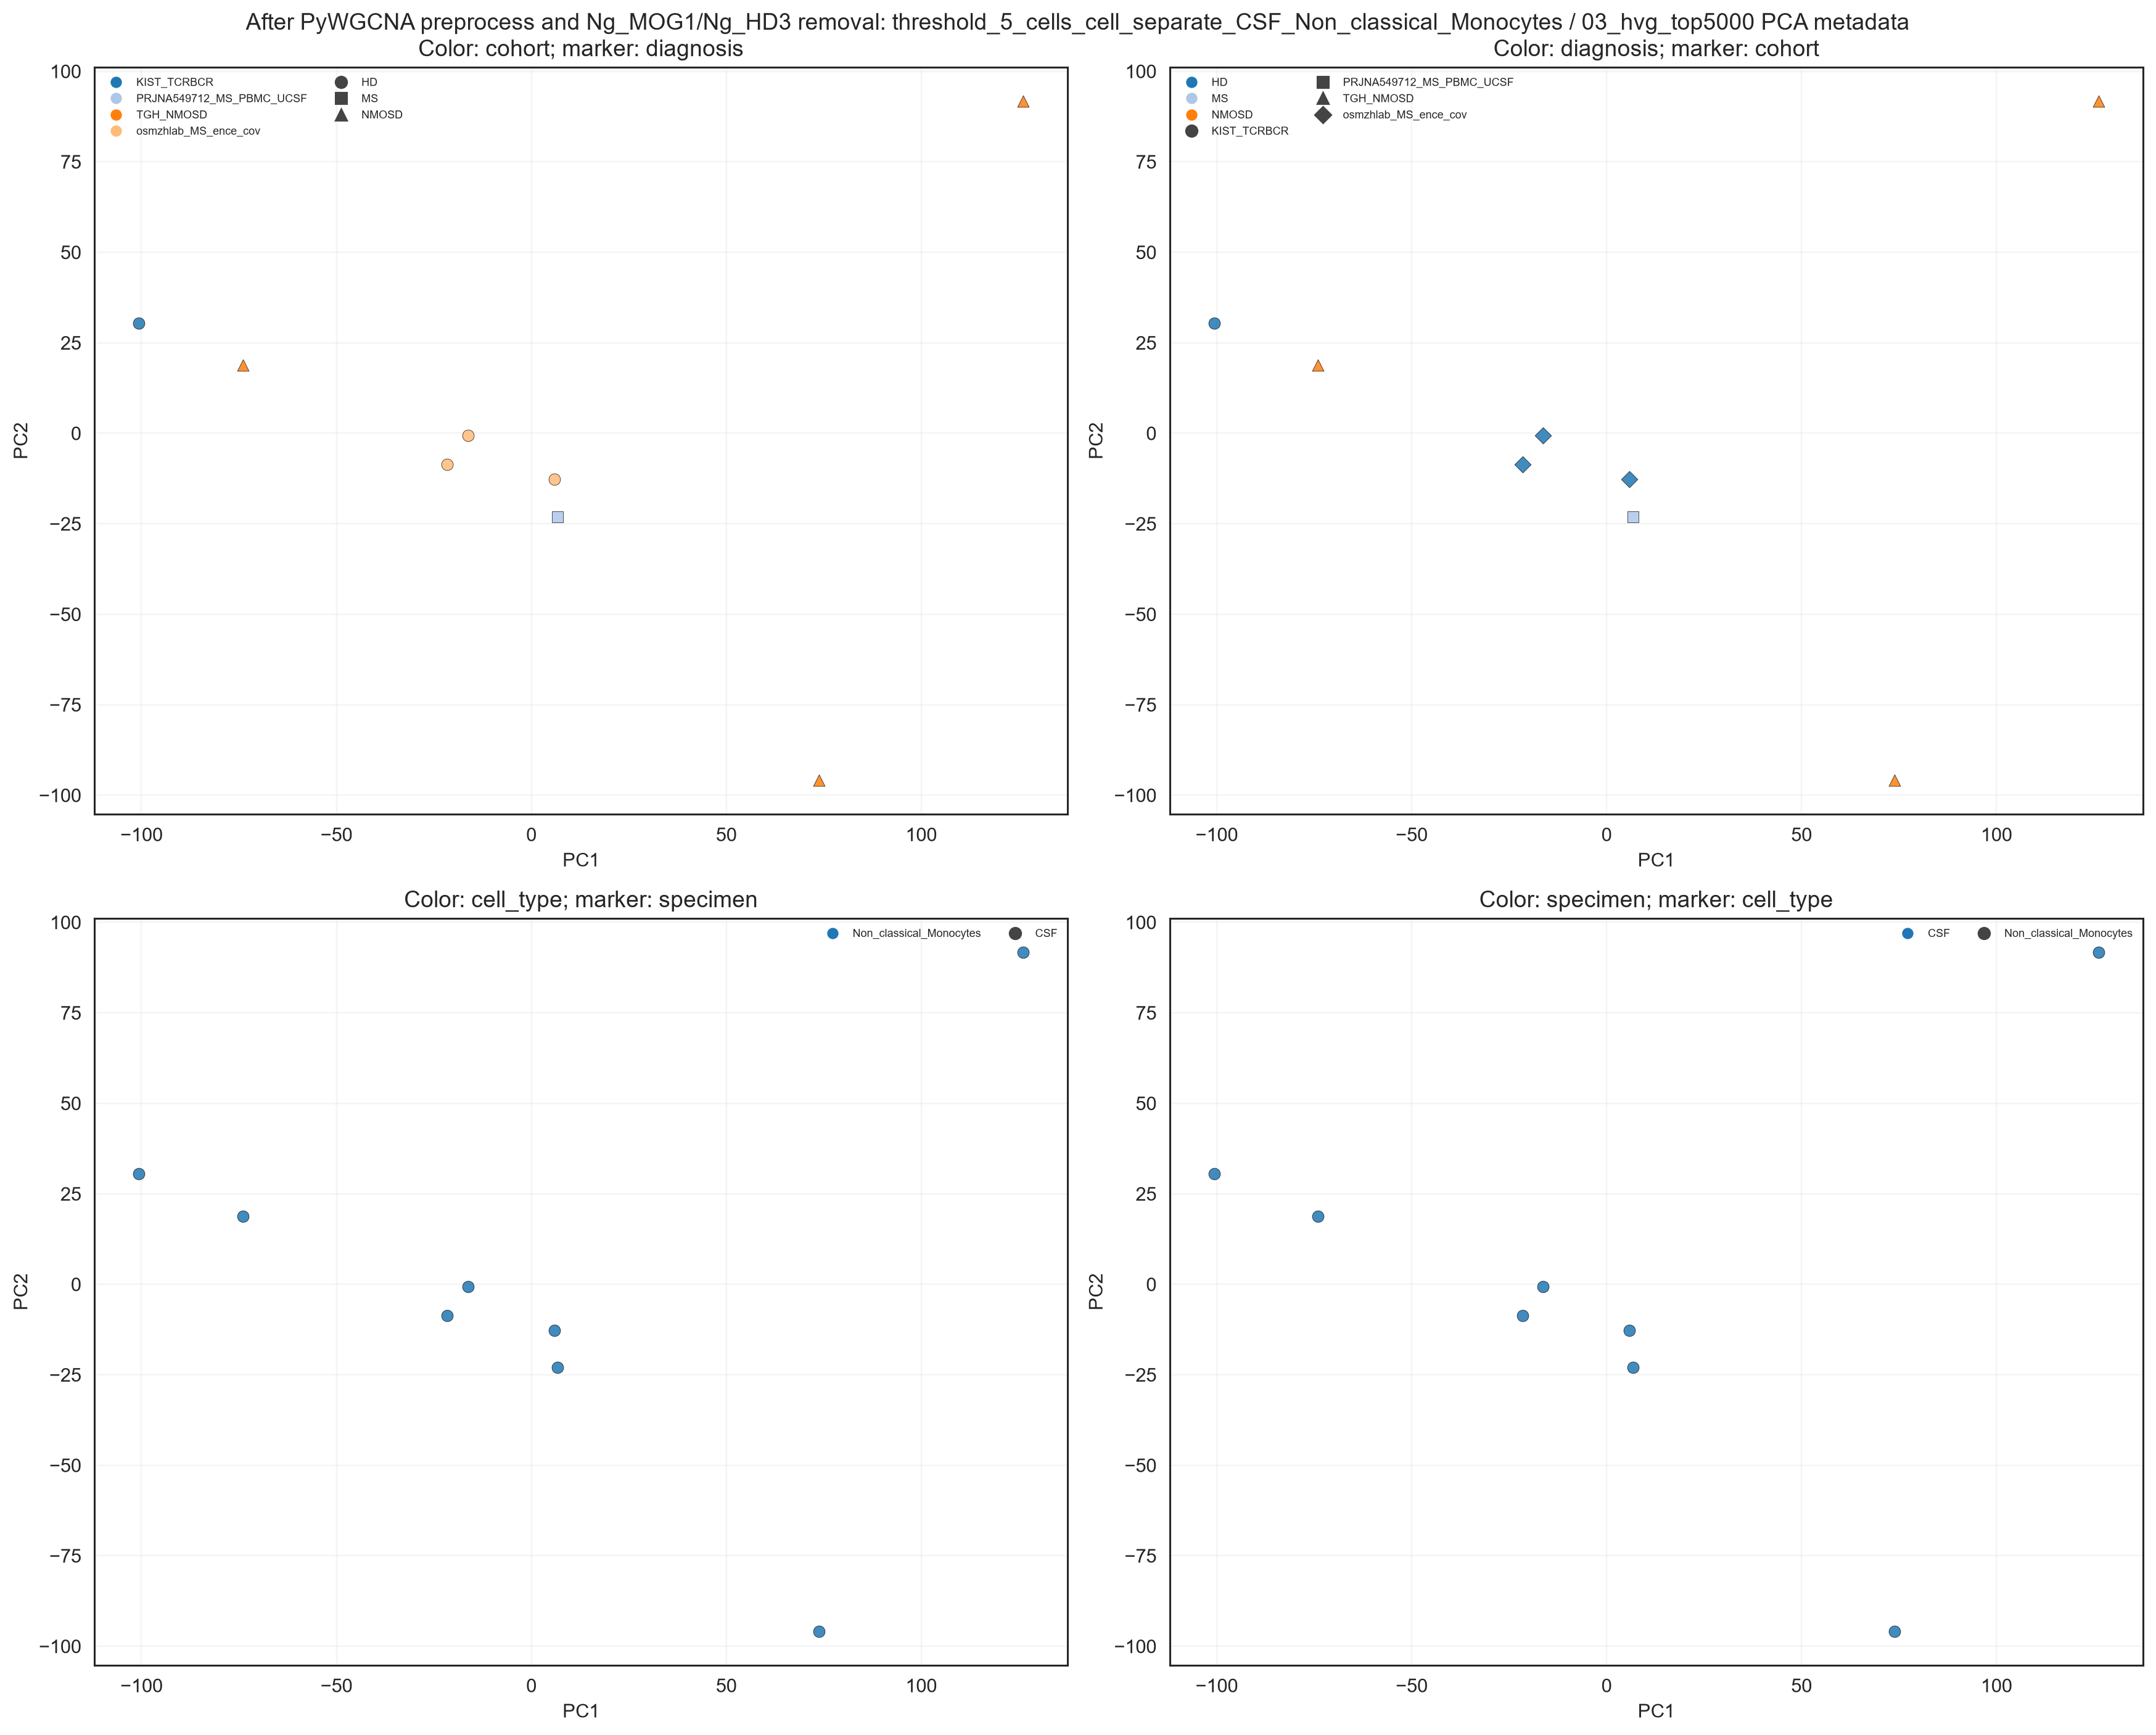 After PyWGCNA preprocess and Ng_MOG1/Ng_HD3 removal: threshold_5_cells_cell_separate_CSF_Non_classical_Monocytes / 03_hvg_top5000 PCA metadata
Color: cohort; marker: diagnosis
KIST_TCRBCR
PRJNA549712_MS_PBMC_UCSF
TGH_NMOSD
osmzhlab_MS_ence_cov
HD
MS
NMOSD
100
75
50
25
0
−25
−50
−75
−100
PC2
−100 −50 0 50 100
PC1
Color: diagnosis; marker: cohort
HD
MS
NMOSD
KIST_TCRBCR
PRJNA549712_MS_PBMC_UCSF
TGH_NMOSD
osmzhlab_MS_ence_cov
100
75
50
25
0
−25
−50
−75
−100
PC2
−100 −50 0 50 100
PC1
Color: cell_type; marker: specimen
Non_classical_Monocytes CSF
100
75
50
25
0
−25
−50
−75
−100
PC2
−100 −50 0 50 100
PC1
Color: specimen; marker: cell_type
CSF Non_classical_Monocytes
100
75
50
25
0
−25
−50
−75
−100
PC2
−100 −50 0 50 100
PC1